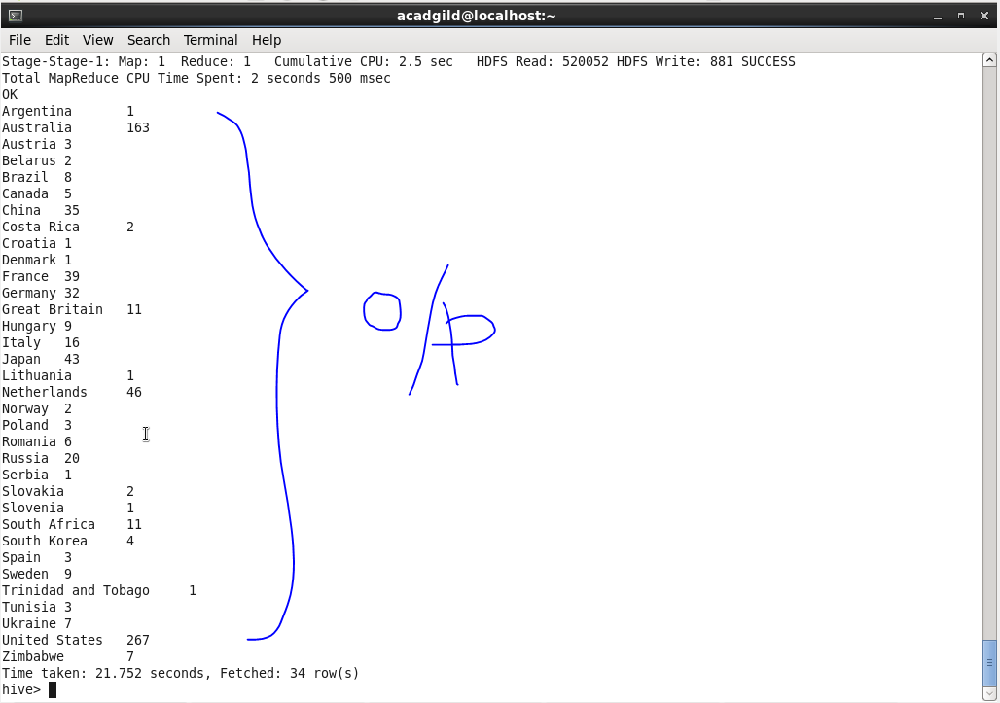 acadgild@localhost:~
File Edit View Search Terminal Help
Stage-Stage-1: Map: 1  Reduce: 1   Cumulative CPU: 2.5 sec   HDFS Read: 520052 HDFS Write: 881 SUCCESS
Total MapReduce CPU Time Spent: 2 seconds 500 msec
OK
Argentina       1
Australia       163
Austria 3
Belarus 2
Brazil  8
Canada  5
China   35
Costa Rica      2
Croatia 1
Denmark 1
France  39
Germany 32
Great Britain   11
Hungary 9
Italy   16
Japan   43
Lithuania       1
Netherlands     46
Norway  2
Poland  3
Romania 6
Russia  20
Serbia  1
Slovakia        2
Slovenia        1
South Africa    11
South Korea     4
Spain   3
Sweden  9
Trinidad and Tobago     1
Tunisia 3
Ukraine 7
United States   267
Zimbabwe        7
Time taken: 21.752 seconds, Fetched: 34 row(s)
hive>
O/P